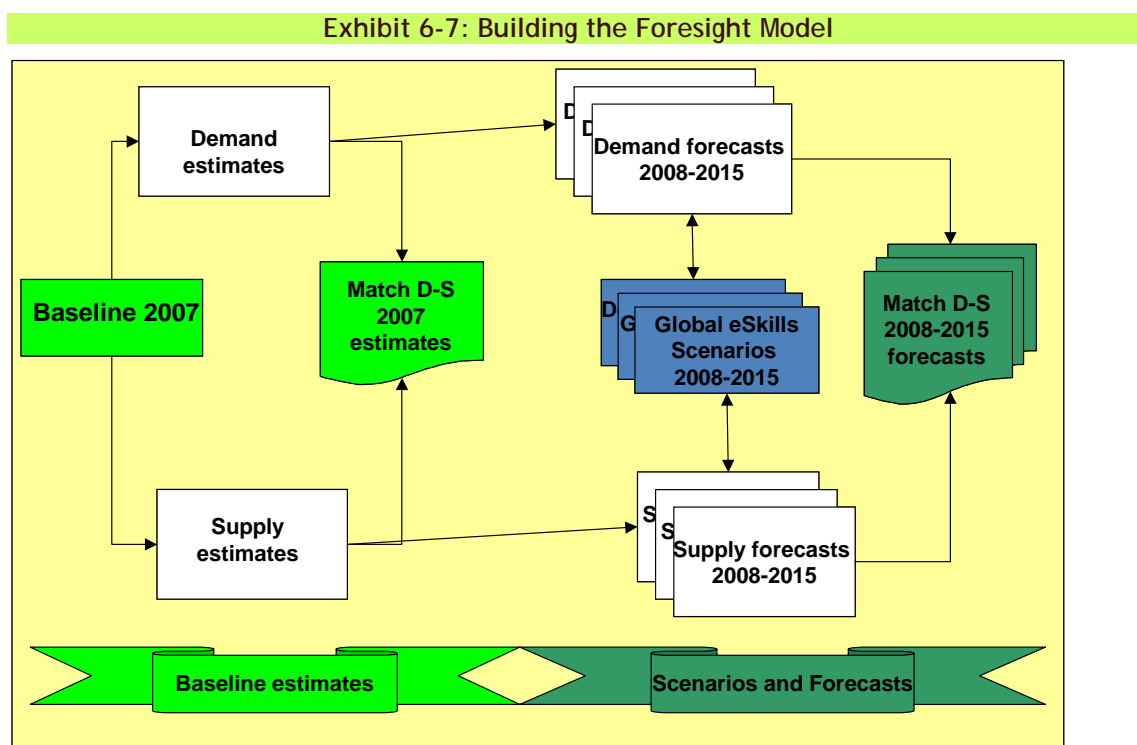 Exhibit 6-7: Building the Foresight Model
Demand
estimates
D
D
Demand forecasts
2008-2015
Baseline 2007
Match D-S
2007
estimates
D
G
Global eSkills
Scenarios
2008-2015
Match D-S
2008-2015
forecasts
Supply
estimates
S
S
Supply forecasts
2008-2015
Baseline estimates
Scenarios and Forecasts